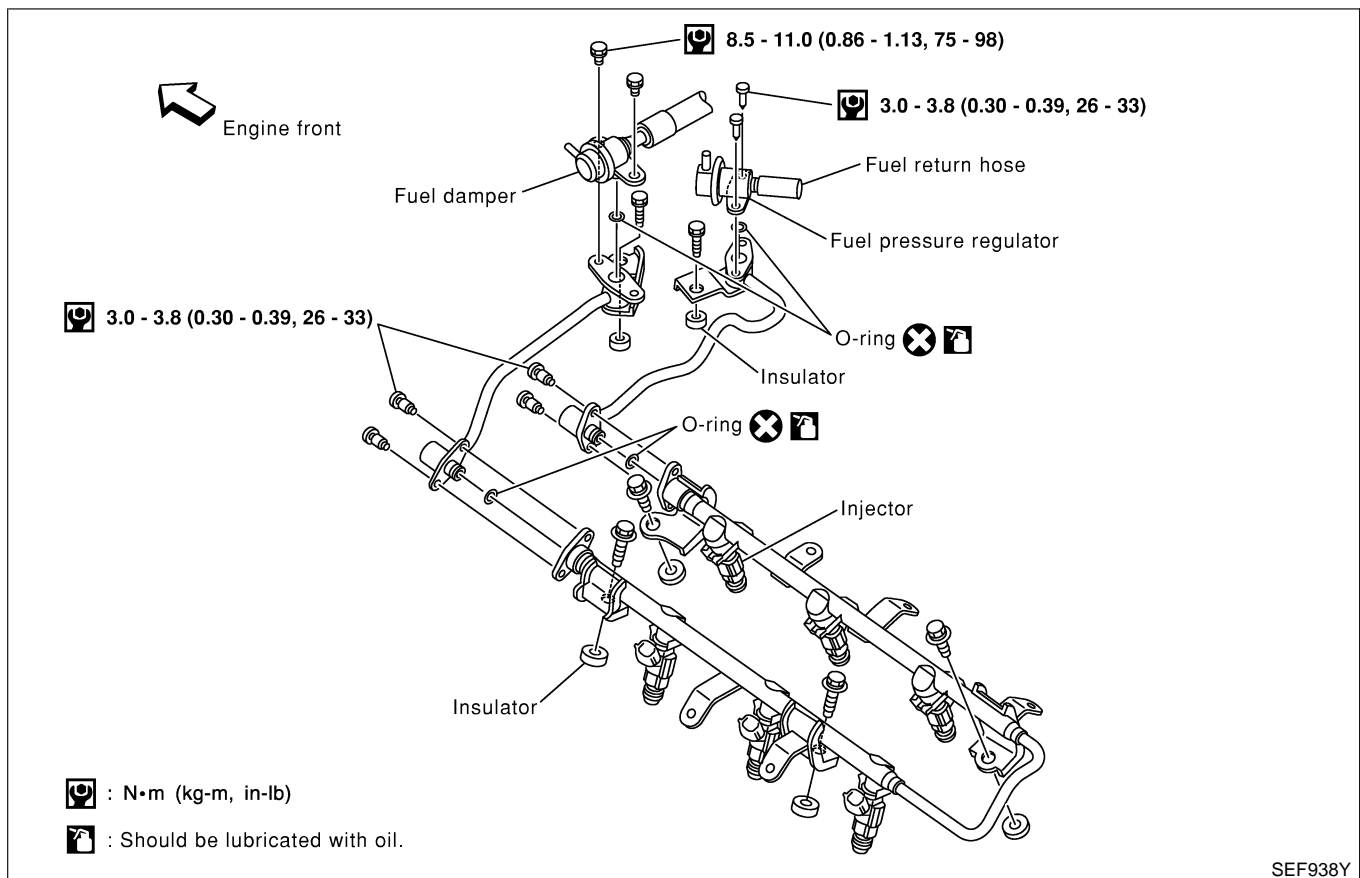 8.5 - 11.0 (0.86 - 1.13, 75 - 98)
3.0 - 3.8 (0.30 - 0.39, 26 - 33)
Engine front
Fuel return hose
Fuel damper
Fuel pressure regulator
3.0 - 3.8 (0.30 - 0.39, 26 - 33)
O-ring
Insulator
O-ring
Injector
Insulator
: N•m (kg-m, in-lb)
: Should be lubricated with oil.
SEF938Y